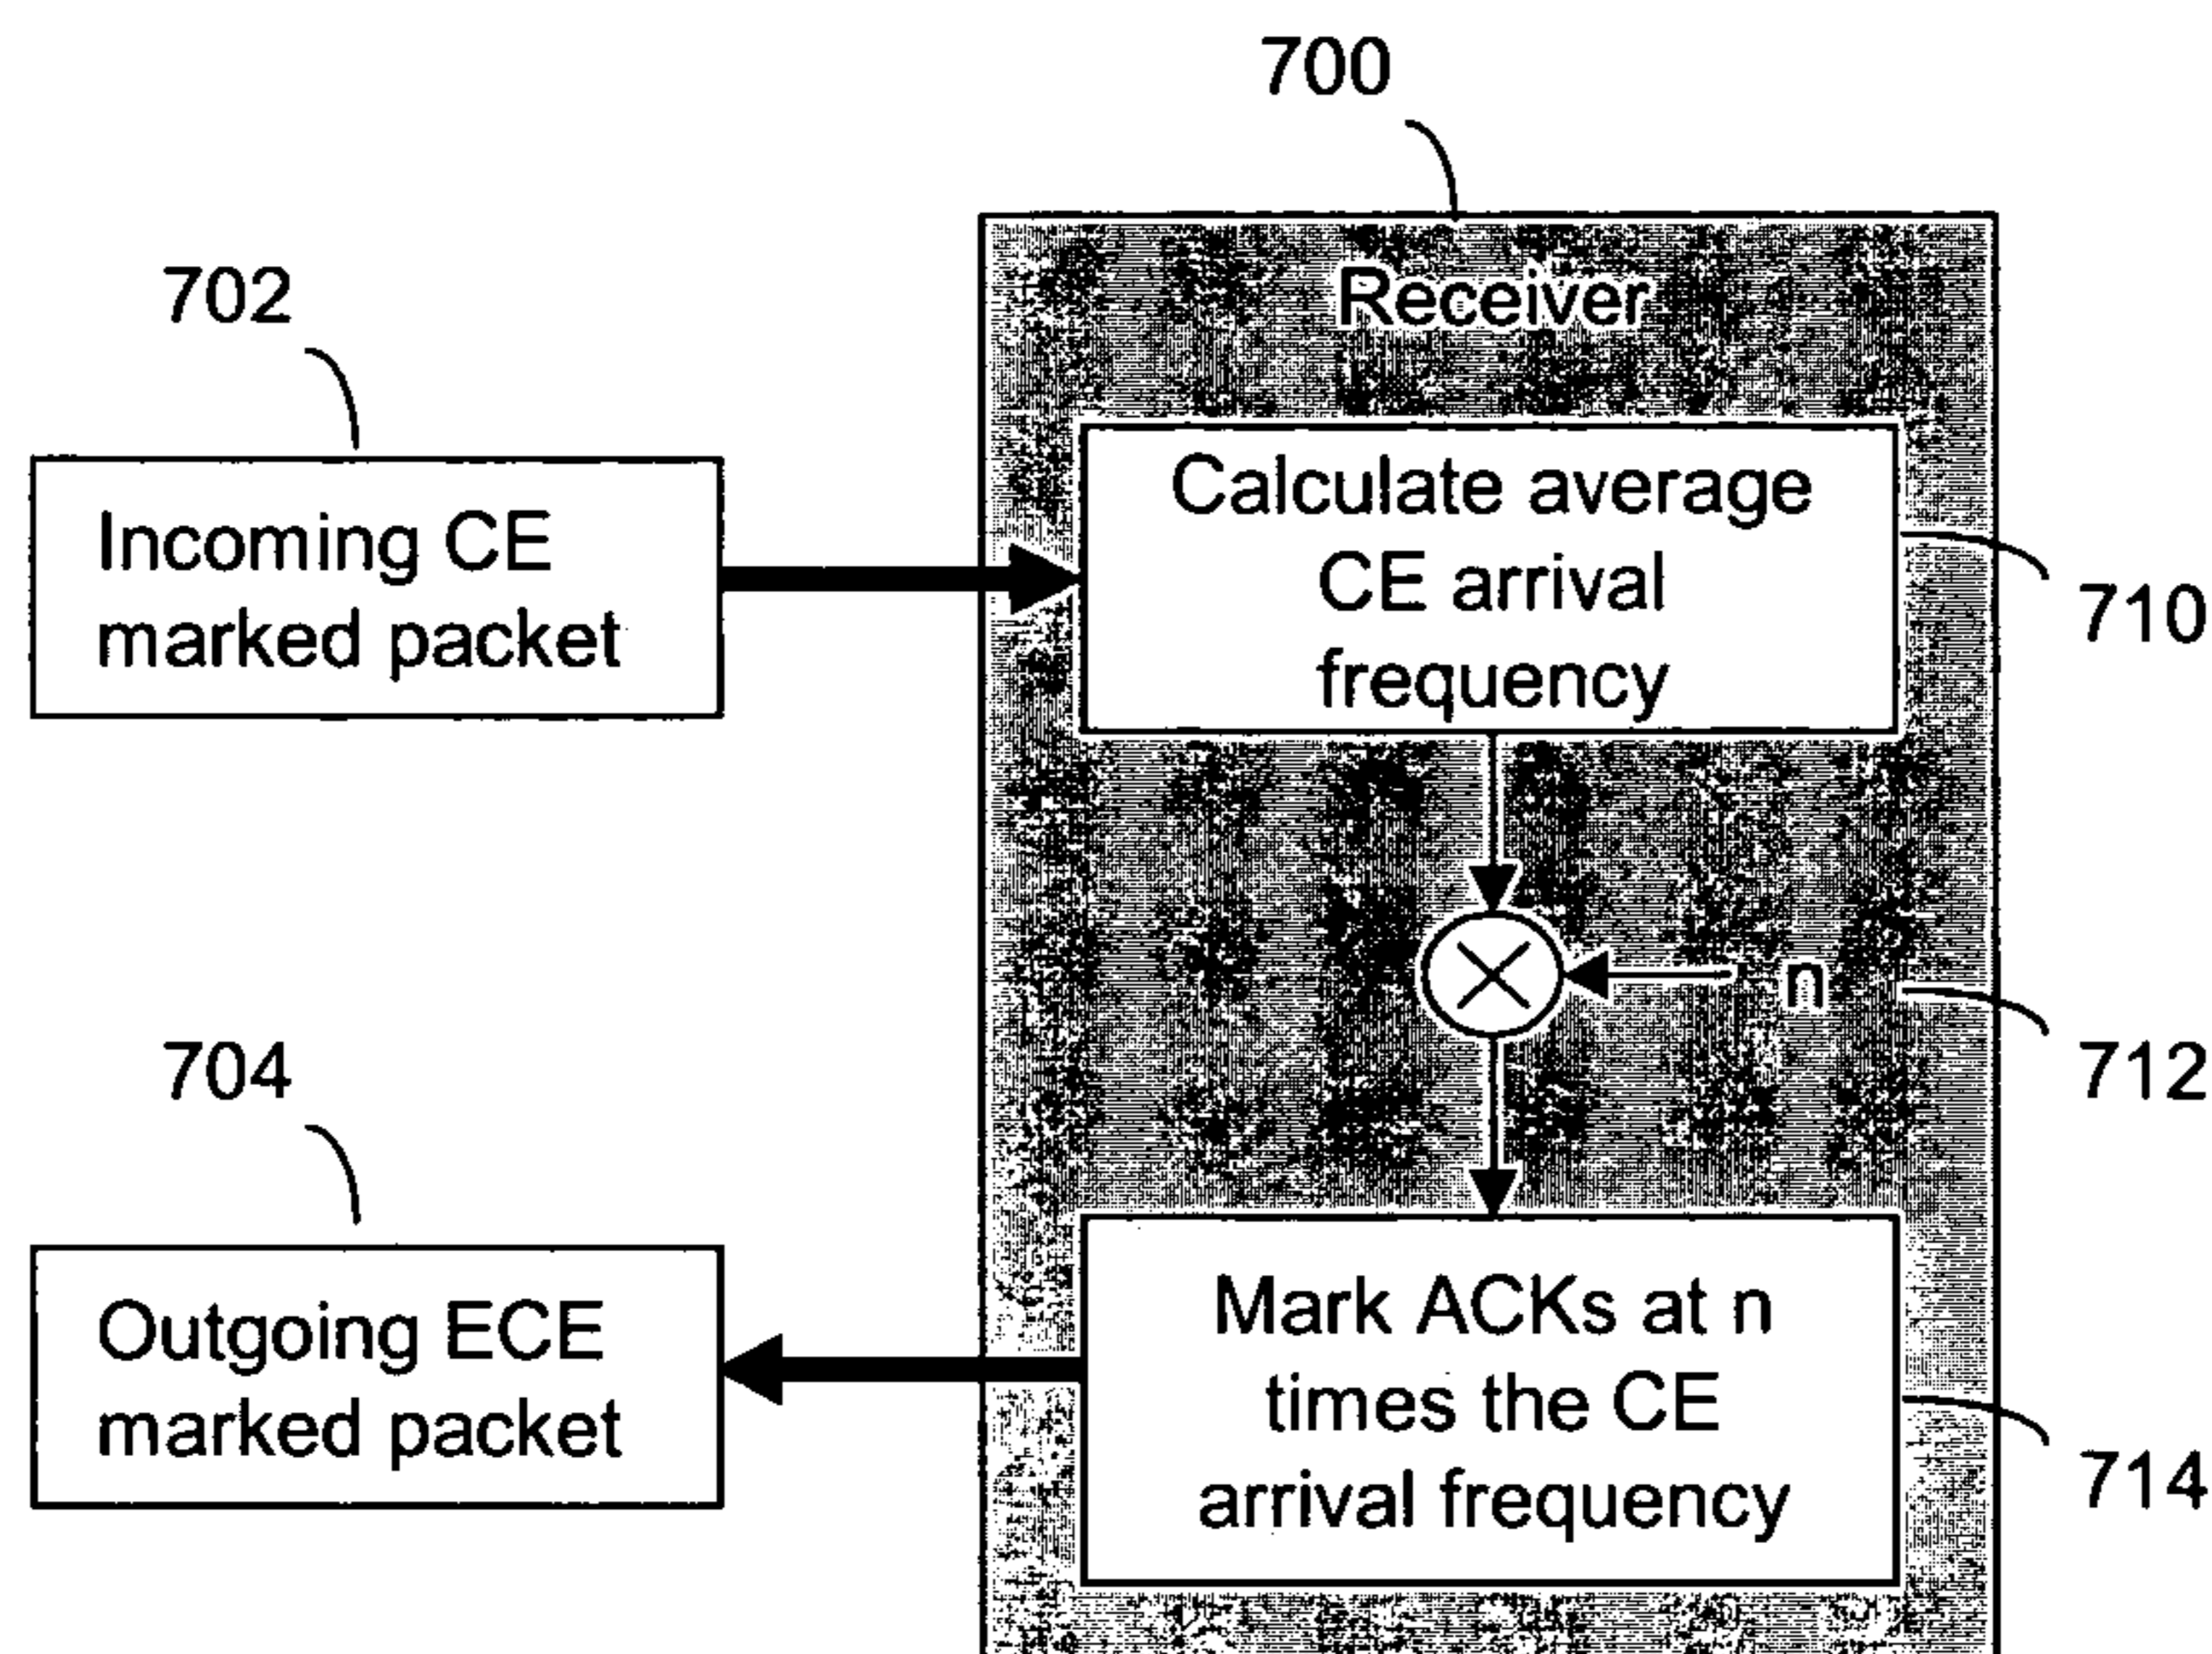 700
Receiver
702
Incoming CE
marked packet
Calculate average
CE arrival
frequency
710
n
712
704
Outgoing ECE
marked packet
Mark ACKs at n
times the CE
arrival frequency
714